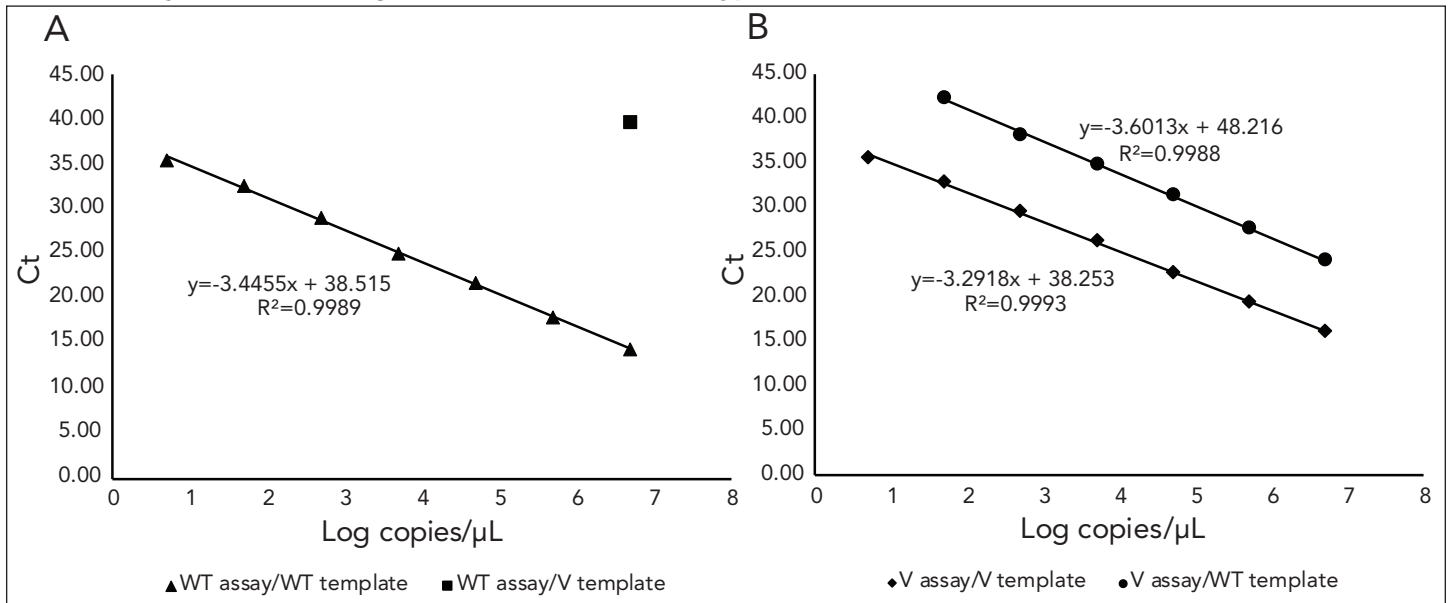 A
45.00
40.00
35.00
30.00
25.00
20.00
15.00
10.00
5.00
0.00
Ct
y=-3.4455x + 38.515
R²=0.9989
0 1 2 3 4 5 6 7 8
Log copies/µL
▲WT assay/WT template ■WT assay/V template
B
45.00
40.00
35.00
30.00
25.00
20.00
15.00
10.00
5.00
0.00
Ct
y=-3.6013x + 48.216
R²=0.9988
y=-3.2918x + 38.253
R²=0.9993
0 1 2 3 4 5 6 7 8
Log copies/µL
◆V assay/V template ●V assay/WT template